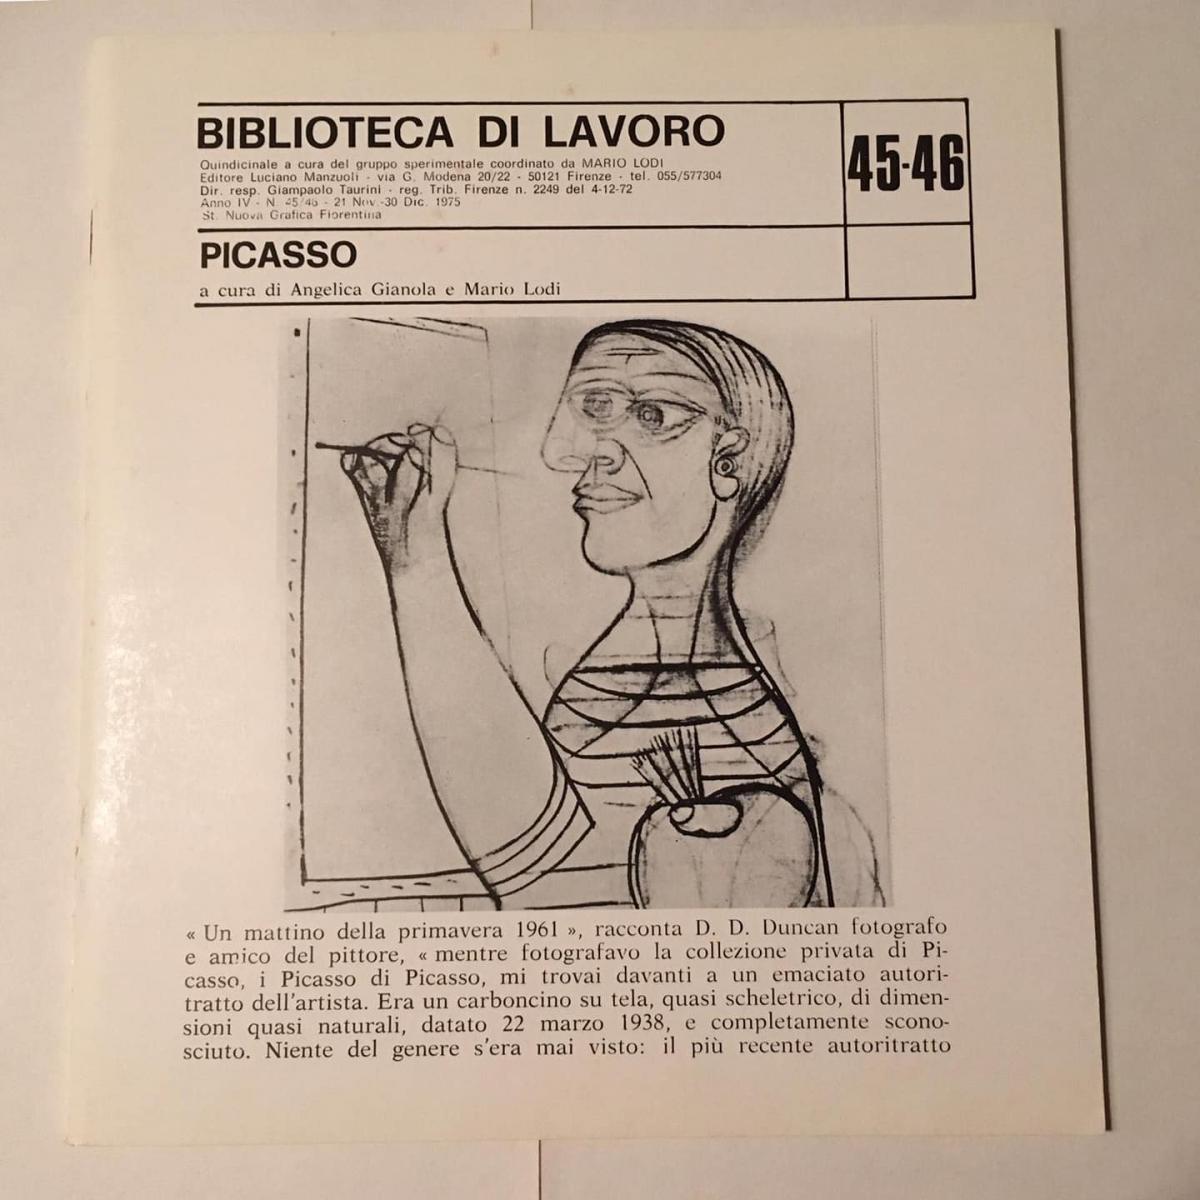 BIBLIOTECA DI LAVORO
45-46
Quindicinale a cura del gruppo sperimentale coordinato da MARIO LODI
Editore Luciano Manzuoli - via G. Modena 20/22 - 50121 Firenze - tel. 055/577304
Dir. resp. Giampaolo Taurini - reg. Trib. Firenze n. 2249 del 4-12-72
Anno IV - N. 45/46 - 21 Nov.-30 Dic. 1975
St. Nuova Grafica Fiorentina
PICASSO
a cura di Angelica Gianola e Mario Lodi
« Un mattino della primavera 1961 », racconta D. D. Duncan fotografo
e amico del pittore, « mentre fotografavo la collezione privata di Pi-
casso, i Picasso di Picasso, mi trovai davanti a un emaciato autori-
tratto dell'artista. Era un carboncino su tela, quasi scheletrico, di dimen-
sioni quasi naturali, datato 22 marzo 1938, e completamente scono-
sciuto. Niente del genere s'era mai visto: il più recente autoritratto